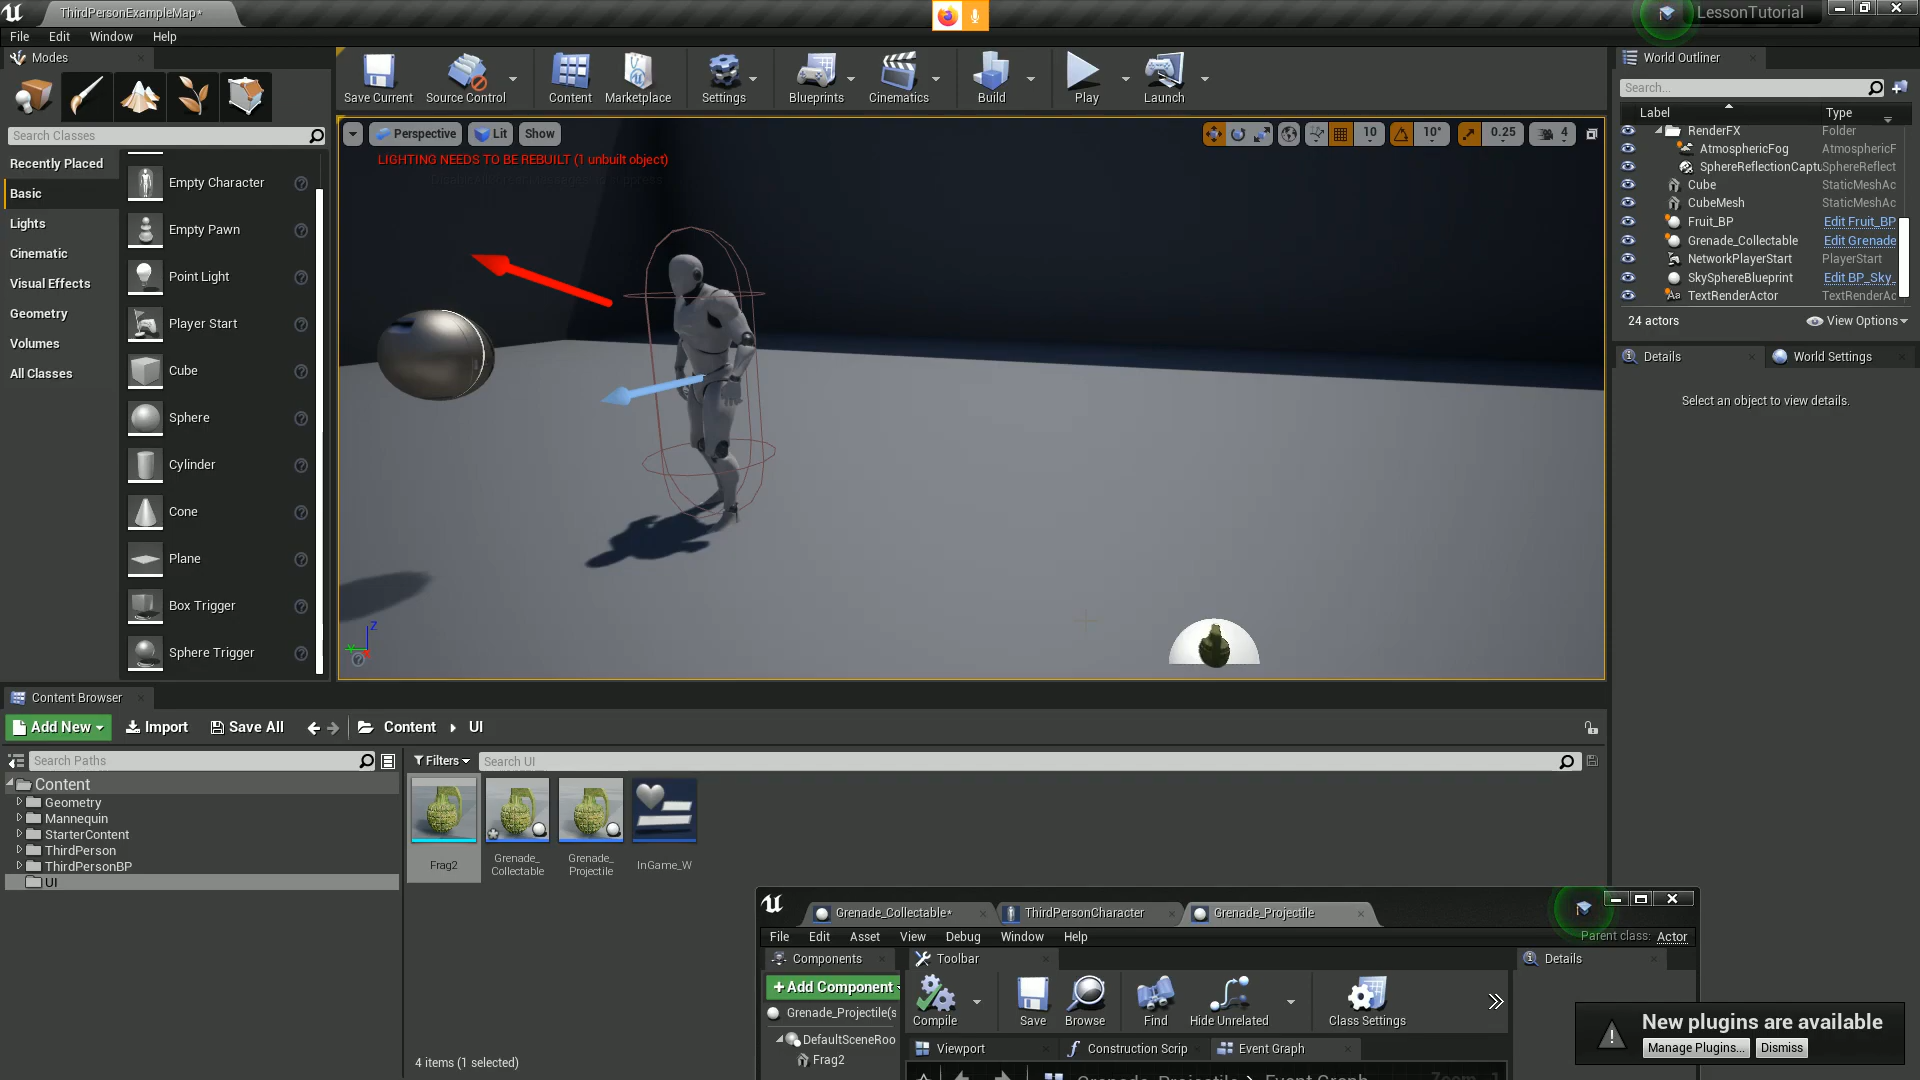 ThirdPersonExampleMap*
LessonTutorial
File Edit Window Help
Modes
Save Current
Source Control
Content
Marketplace
Settings
Blueprints
Cinematics
Build
Play
Launch
Search Classes
Recently Placed
Basic
Lights
Cinematic
Visual Effects
Geometry
Volumes
All Classes
Empty Character
Empty Pawn
Point Light
Player Start
Cube
Sphere
Cylinder
Cone
Plane
Box Trigger
Sphere Trigger
Perspective Lit Show
10 10° 0.25 4
LIGHTING NEEDS TO BE REBUILT (1 unbuilt object)
Z
World Outliner
Search...
Label Type
RenderFX Folder
AtmosphericFog AtmosphericF
SphereReflectionCaptu SphereReflect
Cube StaticMeshAc
CubeMesh StaticMeshAc
Fruit_BP Edit Fruit_BP
Grenade_Collectable Edit Grenade
NetworkPlayerStart PlayerStart
SkySphereBlueprint Edit BP_Sky_
TextRenderActor TextRenderAc
24 actors View Options
Details World Settings
Select an object to view details.
Content Browser
Add New Import Save All Content UI
Search Paths
Filters Search UI
Content
Geometry
Mannequin
StarterContent
ThirdPerson
ThirdPersonBP
UI
Frag2
Grenade_
Collectable
Grenade_
Projectile
InGame_W
4 items (1 selected)
Grenade_Collectable* ThirdPersonCharacter Grenade_Projectile
File Edit Asset View Debug Window Help
Parent class: Actor
Components Toolbar Details
+Add Component
Grenade_Projectile(s
DefaultSceneRoo
Frag2
Compile Save Browse Find Hide Unrelated Class Settings
Viewport Construction Scrip Event Graph
Grenade_Projectile > Event Graph
New plugins are available
Manage Plugins... Dismiss